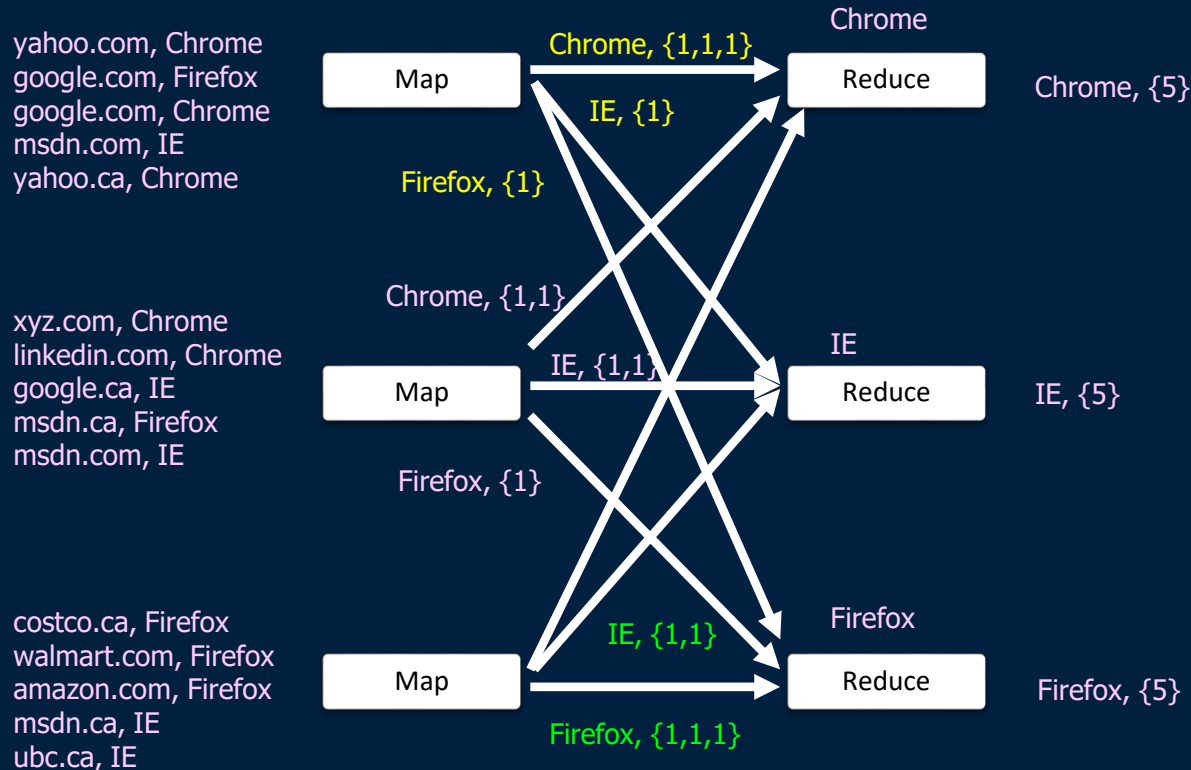 yahoo.com, Chrome
google.com, Firefox
google.com, Chrome
msdn.com, IE
yahoo.ca, Chrome
Map
Chrome, {1,1,1}
IE, {1}
Firefox, {1}
Chrome
Reduce
Chrome, {5}
xyz.com, Chrome
linkedin.com, Chrome
google.ca, IE
msdn.ca, Firefox
msdn.com, IE
Map
Chrome, {1,1}
IE, {1,1}
Firefox, {1}
IE
Reduce
IE, {5}
costco.ca, Firefox
walmart.com, Firefox
amazon.com, Firefox
msdn.ca, IE
ubc.ca, IE
Map
IE, {1,1}
Firefox, {1,1,1}
Firefox
Reduce
Firefox, {5}